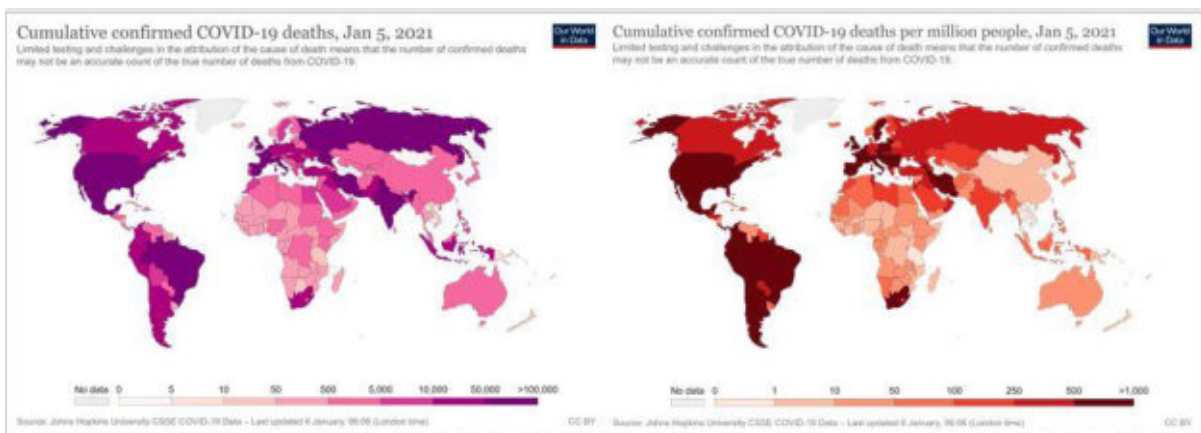 Cumulative confirmed COVID-19 deaths, Jan 5, 2021
Limited testing and challenges in the attribution of the cause of death means that the number of confirmed deaths
may not be an accurate count of the true number of deaths from COVID-19.
Our World
in Data
No data 0 5 10 50 500 5,000 10,000 50,000 >100,000
Source: Johns Hopkins University CSSE COVID-19 Data – Last updated 6 January, 06:06 (London time)
CC BY
Cumulative confirmed COVID-19 deaths per million people, Jan 5, 2021
Limited testing and challenges in the attribution of the cause of death means that the number of confirmed deaths
may not be an accurate count of the true number of deaths from COVID-19.
Our World
in Data
No data 0 1 10 50 100 250 500 >1,000
Source: Johns Hopkins University CSSE COVID-19 Data – Last updated 6 January, 06:06 (London time)
CC BY